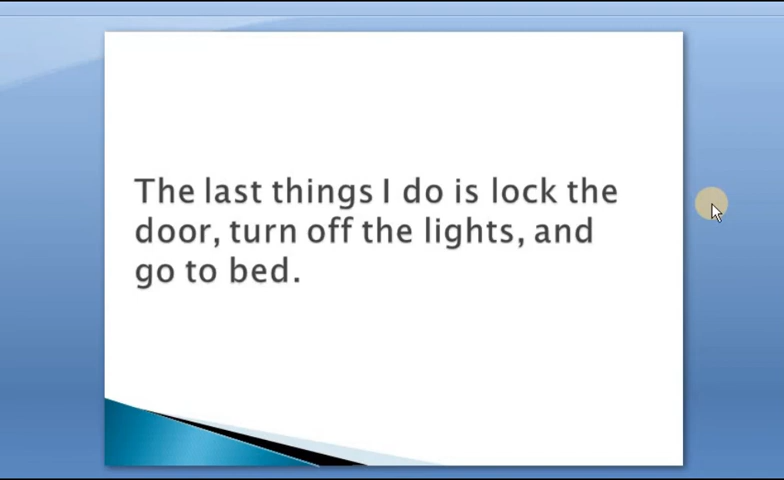 The last things I do is lock the
door, turn off the lights, and
go to bed.